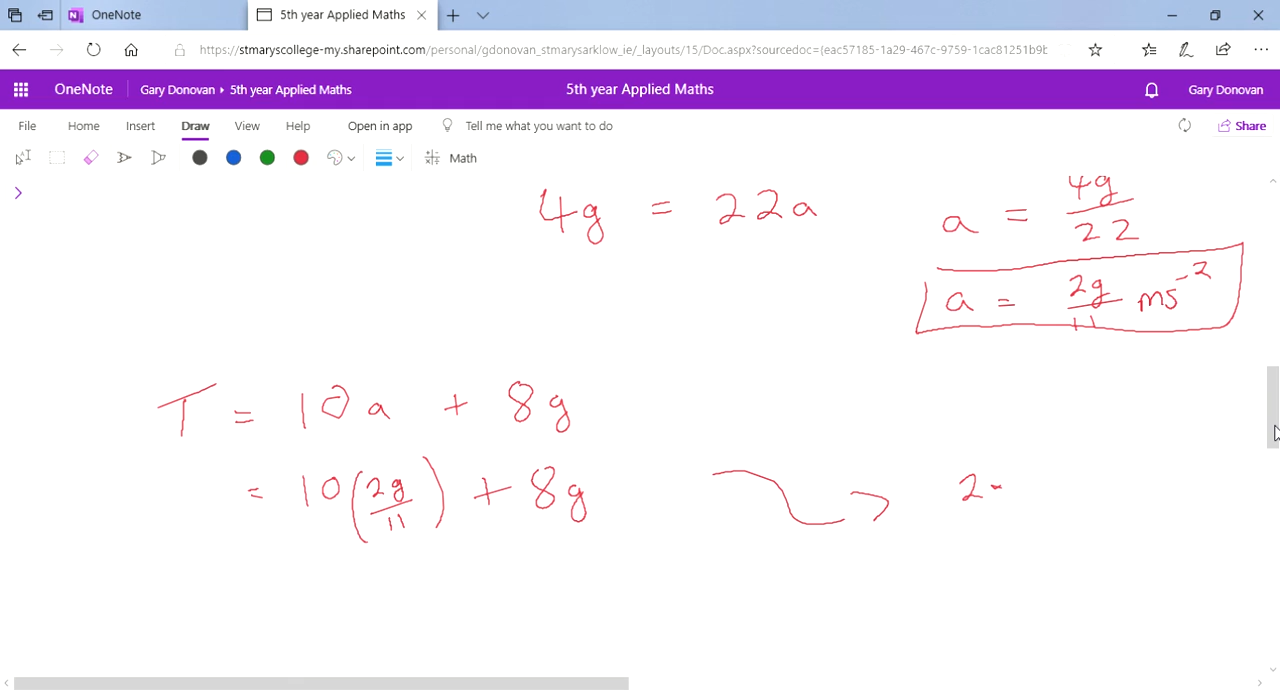 OneNote
5th year Applied Maths
https://stmaryscollege-my.sharepoint.com/personal/gdonovan_stmarysarklow_ie/_layouts/15/Doc.aspx?sourcedoc={eac57185-1a29-467c-9759-1cac81251b9b
OneNote Gary Donovan › 5th year Applied Maths 5th year Applied Maths Gary Donovan
File Home Insert Draw View Help Open in app Tell me what you want to do Share
Math
4g = 22a
a = 4g/22
a = 2g/11 ms⁻²
T = 10a + 8g
= 10(2g/11) + 8g
2